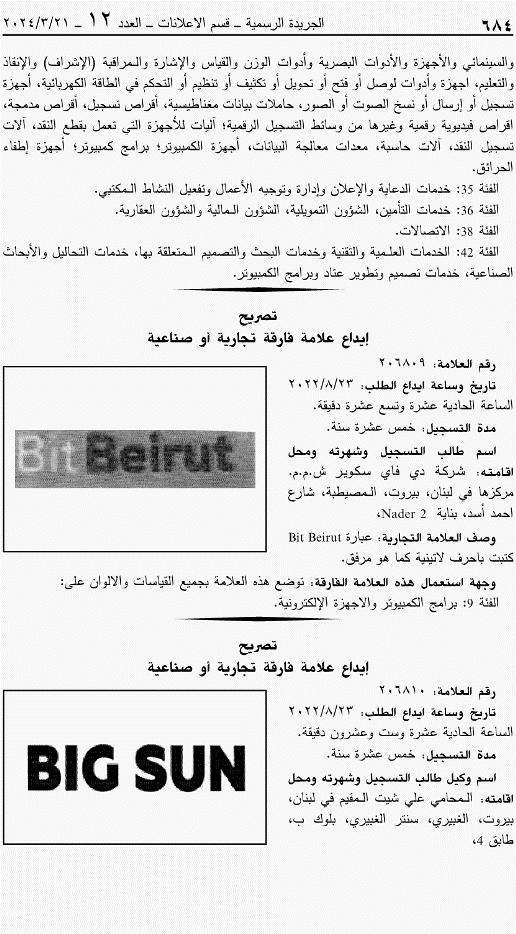 ٦٨٤ الجريدة الرسمية ــ قسم الاعلانات ــ العدد ١٢ ــ ٢٠٢٤/٣/٢١
والسينمائي والأجهزة والأدوات البصرية وأدوات الوزن والقياس والإشارة والمراقبة (الإشراف) والإنقاذ
والتعليم، اجهزة وأدوات لوصل أو فتح أو تحويل أو تكثيف أو تنظيم أو التحكم في الطاقة الكهربائية، أجهزة
تسجيل أو إرسال أو نسخ الصوت أو الصور، حاملات بيانات مغناطيسية، أقراص تسجيل، أقراص مدمجة،
اقراص فيديوية رقمية وغيرها من وسائط التسجيل الرقمية؛ آليات للأجهزة التي تعمل بقطع النقد، آلات
تسجيل النقد، آلات حاسبة، معدات معالجة البيانات، أجهزة الكمبيوتر؛ برامج كمبيوتر؛ أجهزة إطفاء
الحرائق.
الفئة 35: خدمات الدعاية والإعلان وإدارة وتوجيه الأعمال وتفعيل النشاط المكتبي.
الفئة 36: خدمات التأمين، الشؤون التمويلية، الشؤون المالية والشؤون العقارية.
الفئة 38: الاتصالات.
الفئة 42: الخدمات العلمية والتقنية وخدمات البحث والتصميم المتعلقة بها، خدمات التحاليل والأبحاث
الصناعية، خدمات تصميم وتطوير عتاد وبرامج الكمبيوتر.
تصريح
إيداع علامة فارقة تجارية أو صناعية
رقم العلامة: ٢٠٦٨٠٩
تاريخ وساعة ايداع الطلب: ٢٠٢٢/٨/٢٣
الساعة الحادية عشرة وتسع عشرة دقيقة.
مدة التسجيل: خمس عشرة سنة.
اسم طالب التسجيل وشهرته ومحل
اقامته: شركة دي فاي سكوير ش.م.م.
مركزها في لبنان، بيروت، المصيطبة، شارع
احمد أسد، بناية Nader 2،
وصف العلامة التجارية: عبارة Bit Beirut
كتبت باحرف لاتينية كما هو مرفق.
Bit Beirut
وجهة استعمال هذه العلامة الفارقة: توضع هذه العلامة بجميع القياسات والالوان على:
الفئة 9: برامج الكمبيوتر والاجهزة الإلكترونية.
تصريح
إيداع علامة فارقة تجارية أو صناعية
رقم العلامة: ٢٠٦٨١٠
تاريخ وساعة ايداع الطلب: ٢٠٢٢/٨/٢٣
الساعة الحادية عشرة وست وعشرون دقيقة.
مدة التسجيل: خمس عشرة سنة.
اسم وكيل طالب التسجيل وشهرته ومحل
اقامته: المحامي علي شيت المقيم في لبنان،
بيروت، الغبيري، سنتر الغبيري، بلوك ب،
طابق 4،
BIG SUN